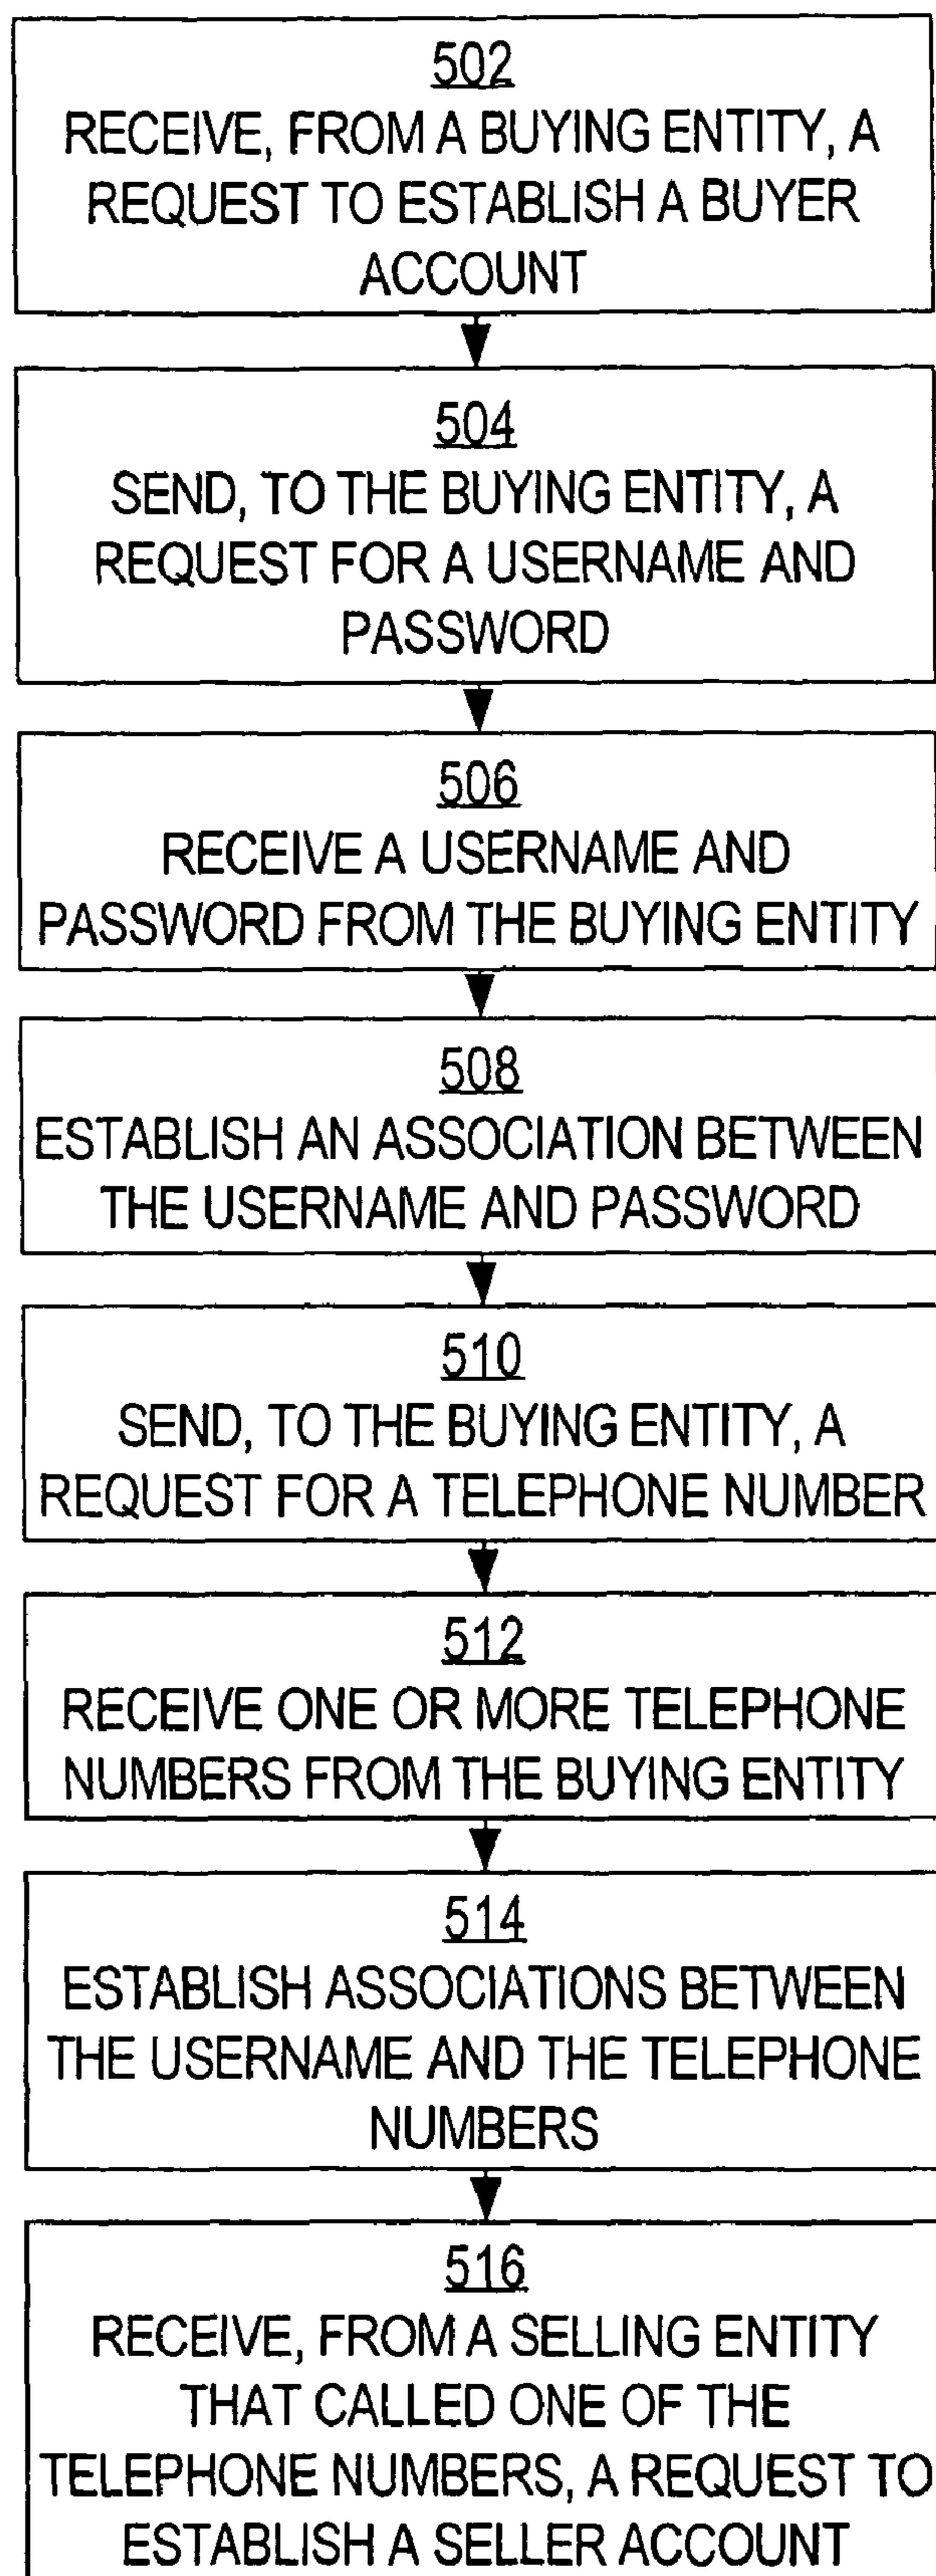 502
RECEIVE, FROM A BUYING ENTITY, A
REQUEST TO ESTABLISH A BUYER
ACCOUNT
504
SEND, TO THE BUYING ENTITY, A
REQUEST FOR A USERNAME AND
PASSWORD
506
RECEIVE A USERNAME AND
PASSWORD FROM THE BUYING ENTITY
508
ESTABLISH AN ASSOCIATION BETWEEN
THE USERNAME AND PASSWORD
510
SEND, TO THE BUYING ENTITY, A
REQUEST FOR A TELEPHONE NUMBER
512
RECEIVE ONE OR MORE TELEPHONE
NUMBERS FROM THE BUYING ENTITY
514
ESTABLISH ASSOCIATIONS BETWEEN
THE USERNAME AND THE TELEPHONE
NUMBERS
516
RECEIVE, FROM A SELLING ENTITY
THAT CALLED ONE OF THE
TELEPHONE NUMBERS, A REQUEST TO
ESTABLISH A SELLER ACCOUNT